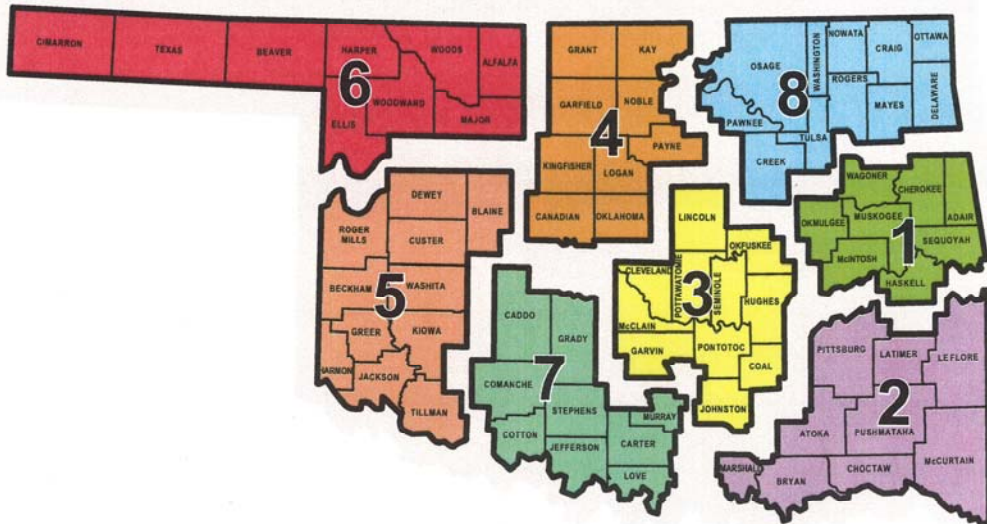 CIMARRON
TEXAS
BEAVER
HARPER
WOODS
ALFALFA
WOODWARD
ELLIS
MAJOR
6
GRANT
KAY
GARFIELD
NOBLE
PAYNE
KINGFISHER
LOGAN
CANADIAN
OKLAHOMA
4
OSAGE
WASHINGTON
NOWATA
CRAIG
OTTAWA
ROGERS
DELAWARE
MAYES
PAWNEE
TULSA
CREEK
8
WAGONER
CHEROKEE
ADAIR
OKMULGEE
MUSKOGEE
SEQUOYAH
McINTOSH
HASKELL
1
DEWEY
BLAINE
ROGER
MILLS
CUSTER
BECKHAM
WASHITA
GREER
KIOWA
HARMON
JACKSON
TILLMAN
5
LINCOLN
OKFUSKEE
CLEVELAND
POTTAWATOMIE
SEMINOLE
HUGHES
McCLAIN
GARVIN
PONTOTOC
COAL
JOHNSTON
3
CADDO
GRADY
COMANCHE
STEPHENS
MURRAY
COTTON
JEFFERSON
CARTER
LOVE
7
PITTSBURG
LATIMER
LEFLORE
ATOKA
PUSHMATAHA
McCURTAIN
MARSHALL
BRYAN
CHOCTAW
2